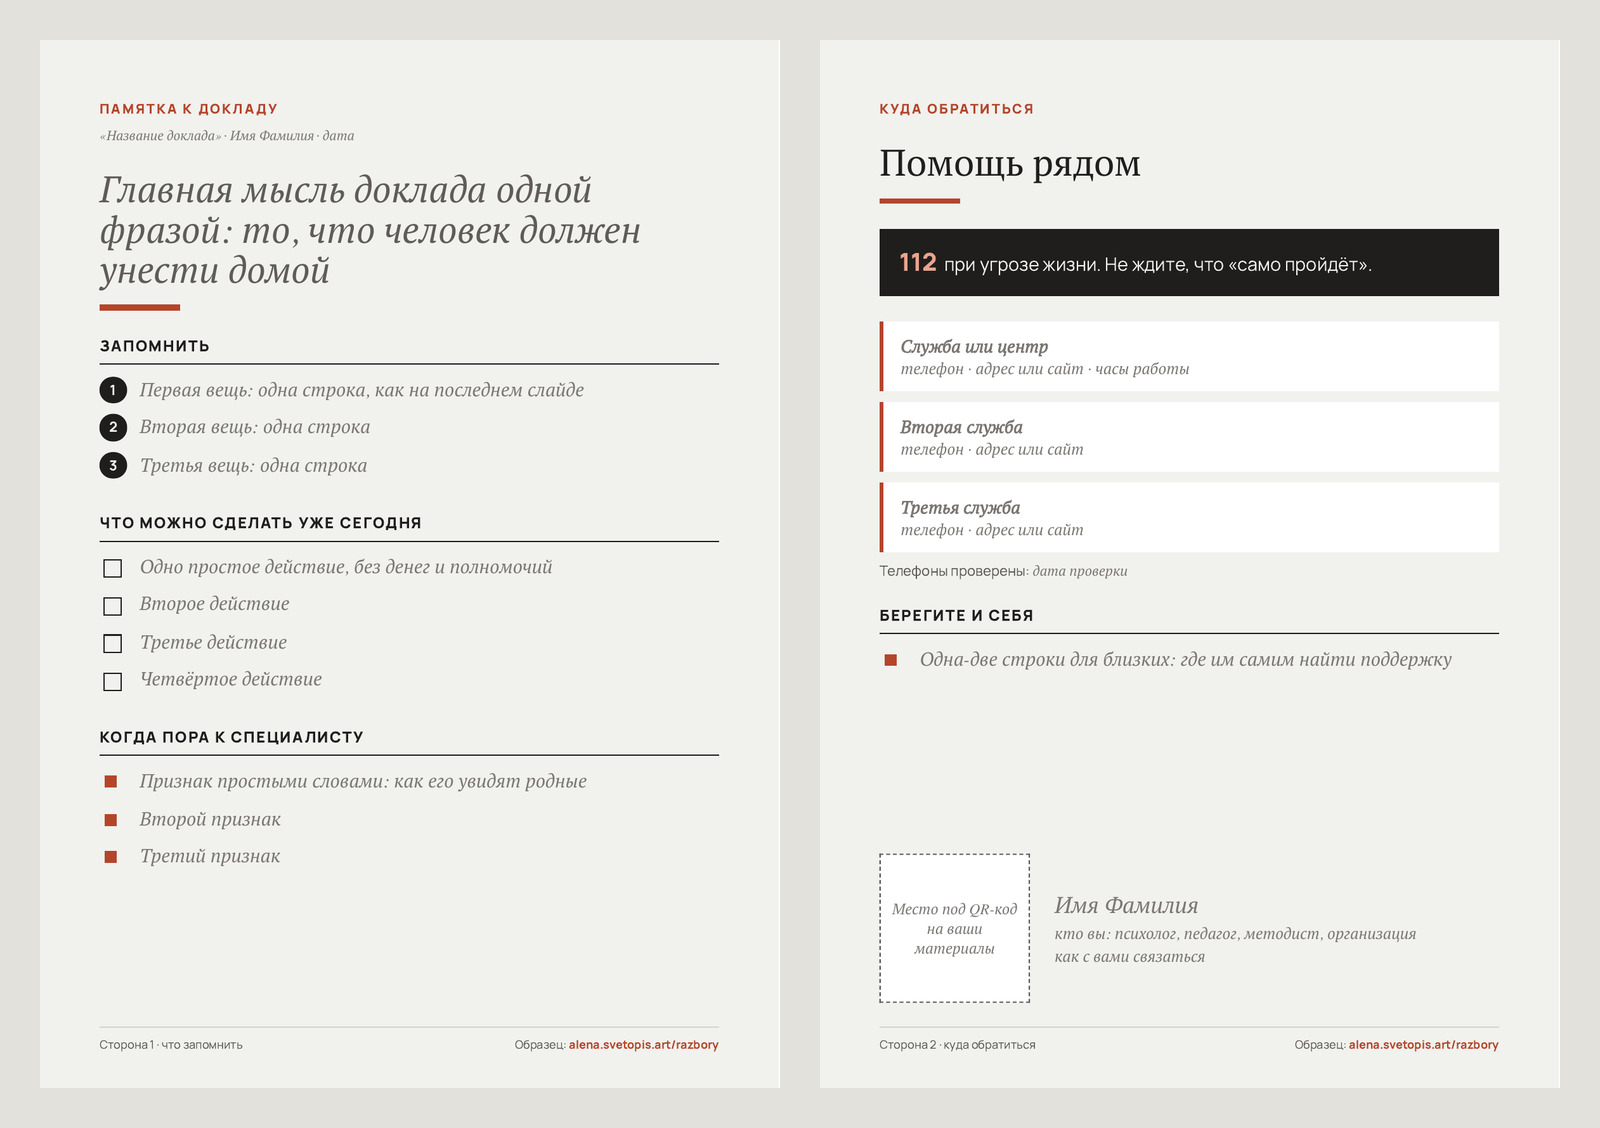 ПАМЯТКА К ДОКЛАДУ
«Название доклада» · Имя Фамилия · дата
Главная мысль доклада одной
фразой: то, что человек должен
унести домой
ЗАПОМНИТЬ
1 Первая вещь: одна строка, как на последнем слайде
2 Вторая вещь: одна строка
3 Третья вещь: одна строка
ЧТО МОЖНО СДЕЛАТЬ УЖЕ СЕГОДНЯ
Одно простое действие, без денег и полномочий
Второе действие
Третье действие
Четвёртое действие
КОГДА ПОРА К СПЕЦИАЛИСТУ
Признак простыми словами: как его увидят родные
Второй признак
Третий признак
Сторона 1 · что запомнить
Образец: alena.svetopis.art/razbory
КУДА ОБРАТИТЬСЯ
Помощь рядом
112 при угрозе жизни. Не ждите, что «само пройдёт».
Служба или центр
телефон · адрес или сайт · часы работы
Вторая служба
телефон · адрес или сайт
Третья служба
телефон · адрес или сайт
Телефоны проверены: дата проверки
БЕРЕГИТЕ И СЕБЯ
Одна-две строки для близких: где им самим найти поддержку
Место под QR-код
на ваши
материалы
Имя Фамилия
кто вы: психолог, педагог, методист, организация
как с вами связаться
Сторона 2 · куда обратиться
Образец: alena.svetopis.art/razbory